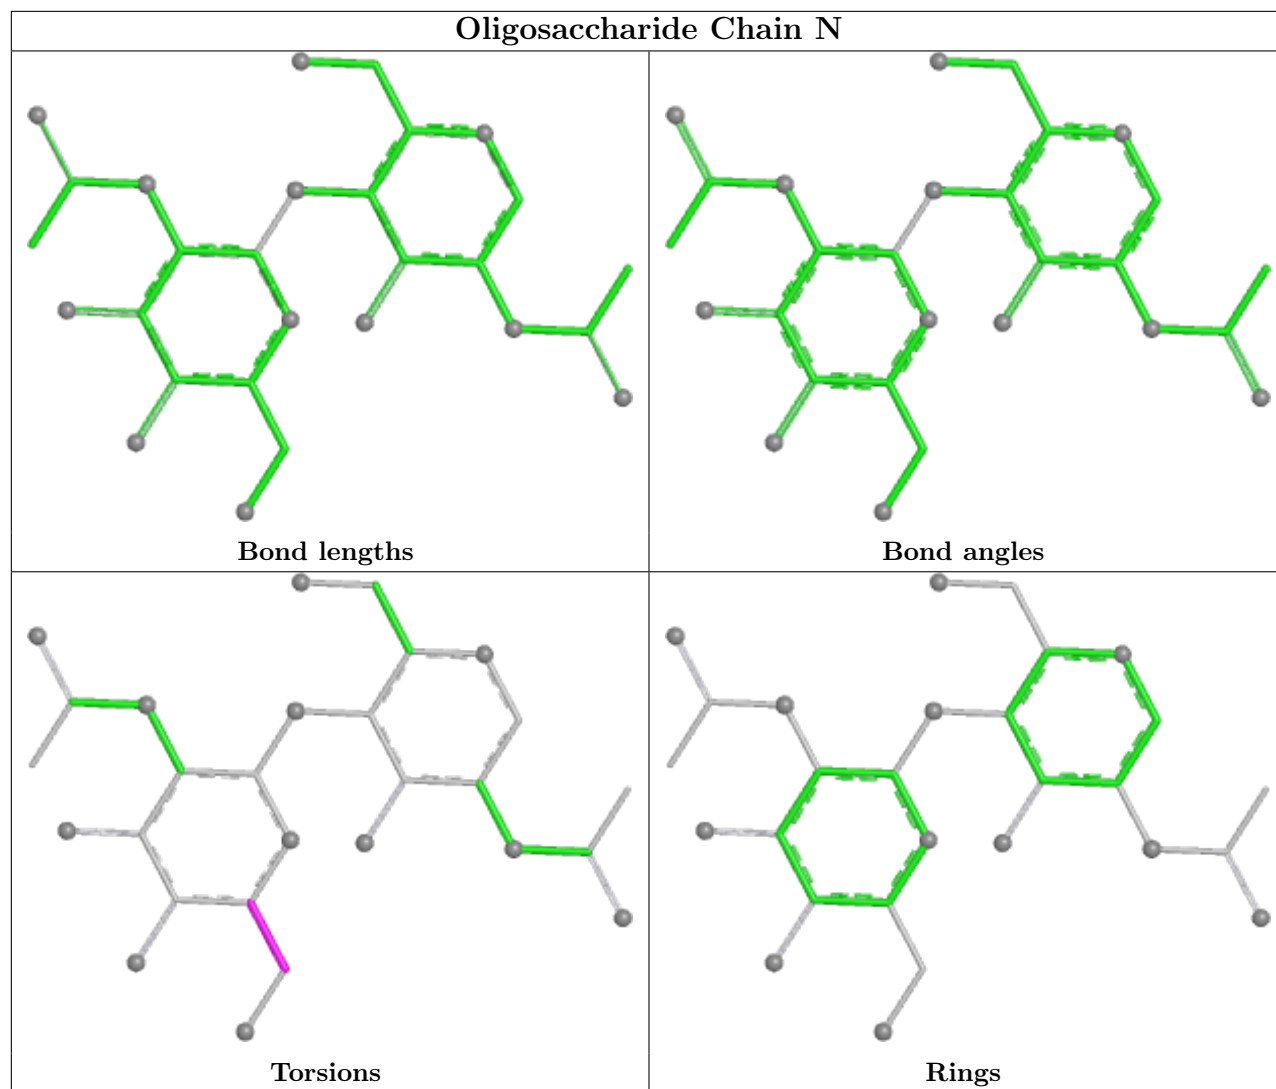 Oligosaccharide Chain N
Bond lengths
Bond angles
Torsions
Rings